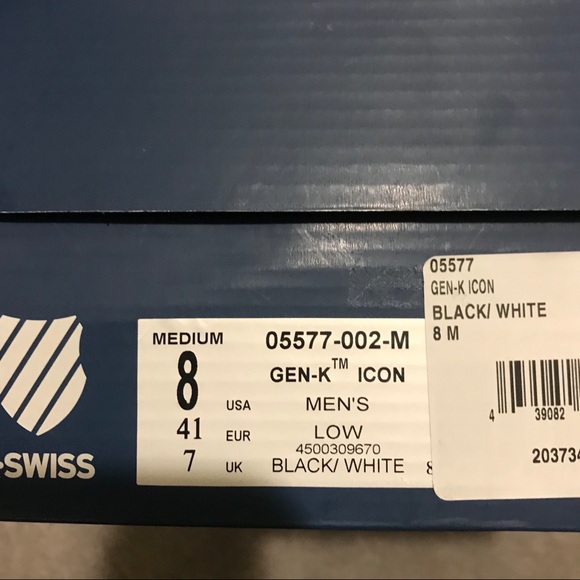 -SWISS
MEDIUM
8 USA
41 EUR
7 UK
05577-002-M
GEN-K™ ICON
MEN'S
LOW
4500309670
BLACK/ WHITE
05577
GEN-K ICON
BLACK/ WHITE
8 M
4 39082
203734